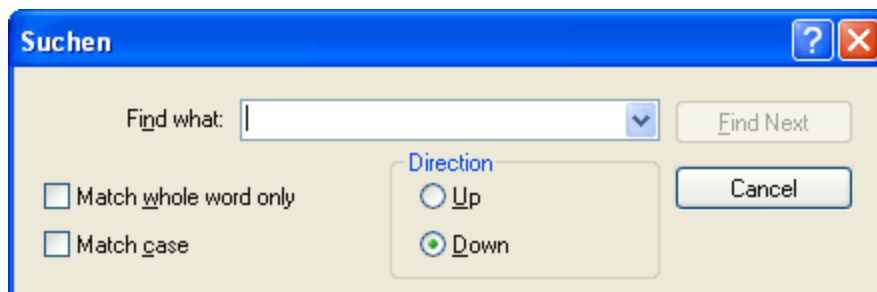 Suchen
Find what:
Find Next
Match whole word only
Direction
Up
Cancel
Match case
Down